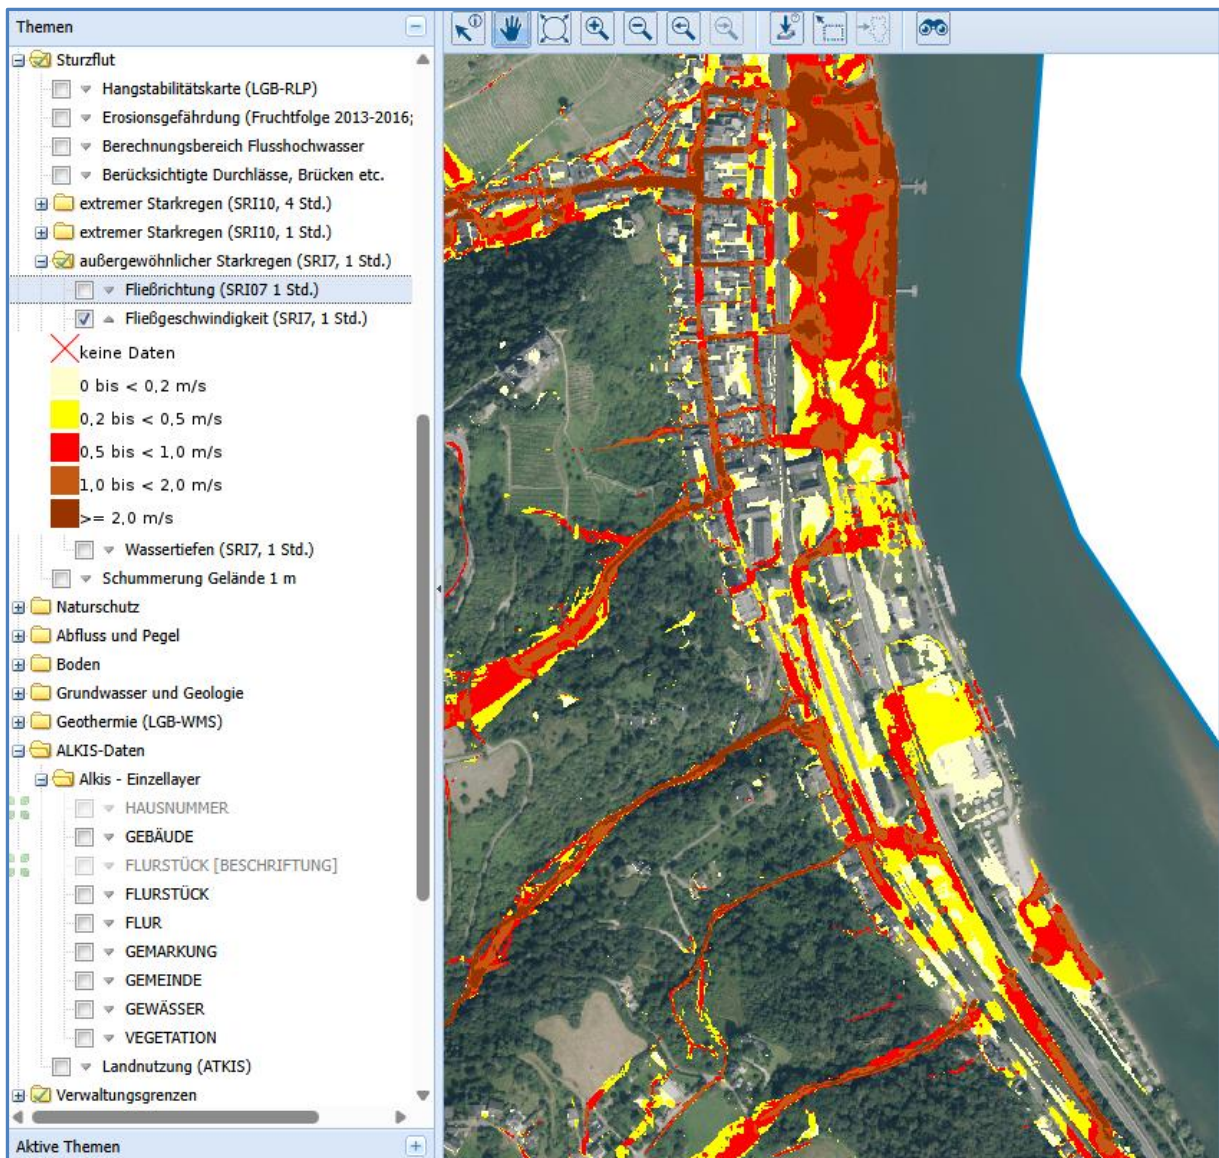 Themen
Sturzflut
Hangstabilitätskarte (LGB-RLP)
Erosionsgefährdung (Fruchtfolge 2013-2016;
Berechnungsbereich Flusshochwasser
Berücksichtigte Durchlässe, Brücken etc.
extremer Starkregen (SRI10, 4 Std.)
extremer Starkregen (SRI10, 1 Std.)
außergewöhnlicher Starkregen (SRI7, 1 Std.)
Fließrichtung (SRI07 1 Std.)
Fließgeschwindigkeit (SRI7, 1 Std.)
keine Daten
0 bis < 0,2 m/s
0,2 bis < 0,5 m/s
0,5 bis < 1,0 m/s
1,0 bis < 2,0 m/s
>= 2,0 m/s
Wassertiefen (SRI7, 1 Std.)
Schummerung Gelände 1 m
Naturschutz
Abfluss und Pegel
Boden
Grundwasser und Geologie
Geothermie (LGB-WMS)
ALKIS-Daten
Alkis - Einzellayer
HAUSNUMMER
GEBÄUDE
FLURSTÜCK [BESCHRIFTUNG]
FLURSTÜCK
FLUR
GEMARKUNG
GEMEINDE
GEWÄSSER
VEGETATION
Landnutzung (ATKIS)
Verwaltungsgrenzen
Aktive Themen